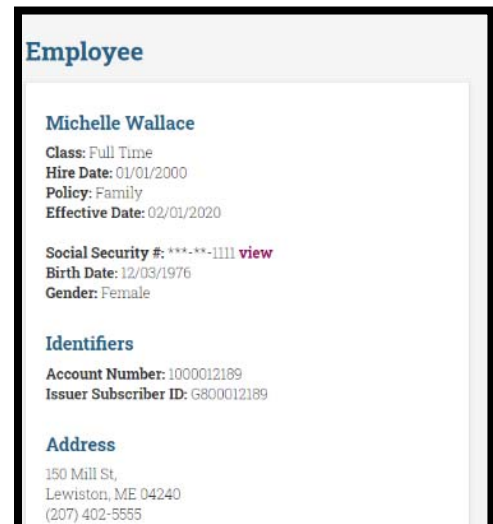 Employee
Michelle Wallace
Class: Full Time
Hire Date: 01/01/2000
Policy: Family
Effective Date: 02/01/2020
Social Security #: ***-**-1111 view
Birth Date: 12/03/1976
Gender: Female
Identifiers
Account Number: 1000012189
Issuer Subscriber ID: G800012189
Address
150 Mill St,
Lewiston, ME 04240
(207) 402-5555